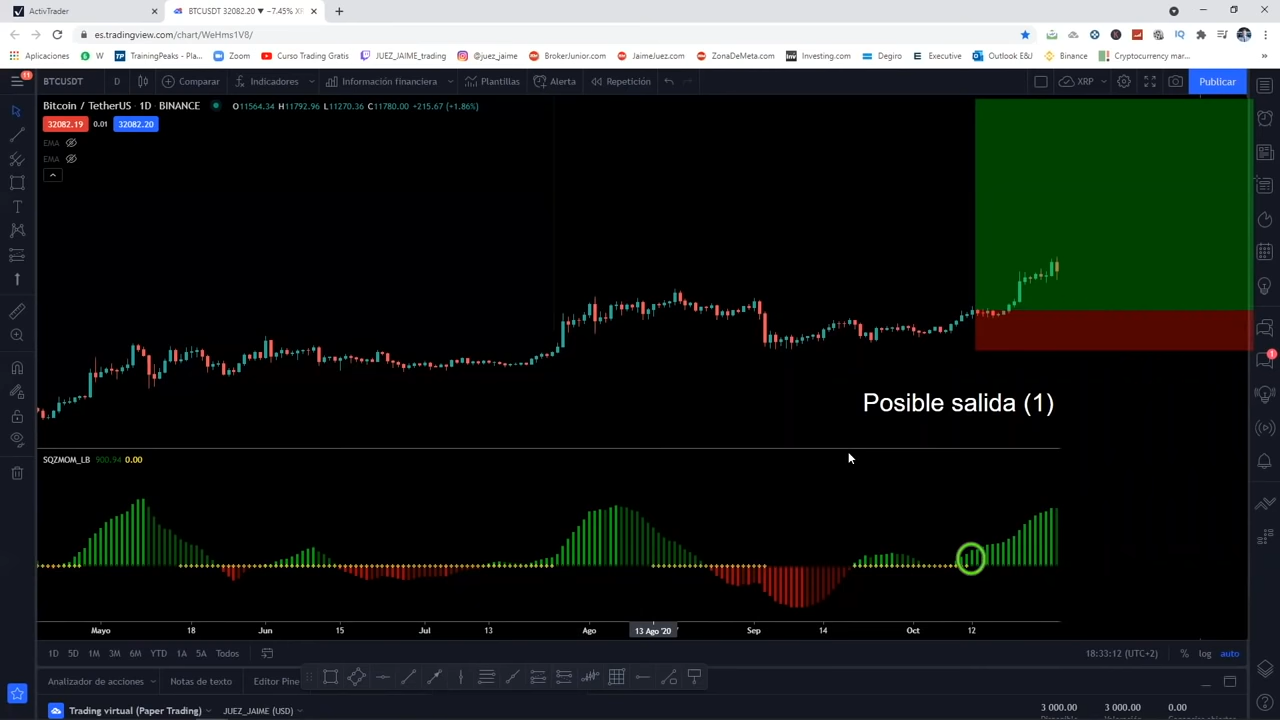 ActivTrader
BTCUSDT 32082.20 ▼ −7.45% XR
es.tradingview.com/chart/WeHms1V8/
Aplicaciones
W
TrainingPeaks - Pla...
Zoom
Curso Trading Gratis
JUEZ_JAIME_trading
@juez_jaime
BrokerJunior.com
JaimeJuez.com
ZonaDeMeta.com
Investing.com
Degiro
Executive
Outlook E&J
Binance
Cryptocurrency mar...
11
BTCUSDT
D
Comparar
Indicadores
Información financiera
Plantillas
Alerta
Repetición
XRP
Publicar
Bitcoin / TetherUS · 1D · BINANCE
O11564.34 H11792.96 L11270.36 C11780.00 +215.67 (+1.86%)
32082.19
0.01
32082.20
EMA
EMA
Posible salida (1)
1
SQZMOM_LB 900.94 0.00
Mayo
18
Jun
15
Jul
13
Ago
13 Ago '20
Sep
14
Oct
12
1D
5D
1M
3M
6M
YTD
1A
5A
Todos
18:33:12 (UTC+2)
%
log
auto
Analizador de acciones
Notas de texto
Editor Pine
Trading virtual (Paper Trading)
JUEZ_JAIME (USD)
3 000.00
3 000.00
0.00